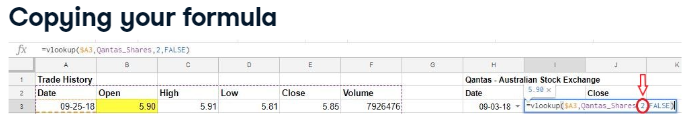 Copying your formula
fx =vlookup($A3,Qantas_Shares,2,FALSE)
A B C D E F G H I J K
1 Trade History Qantas - Australian Stock Exchange
2 Date Open High Low Close Volume Date 5.90 × Close
3 09-25-18 5.90 5.91 5.81 5.85 7926476 09-03-18 =vlookup($A3,Qantas_Shares,2,FALSE)